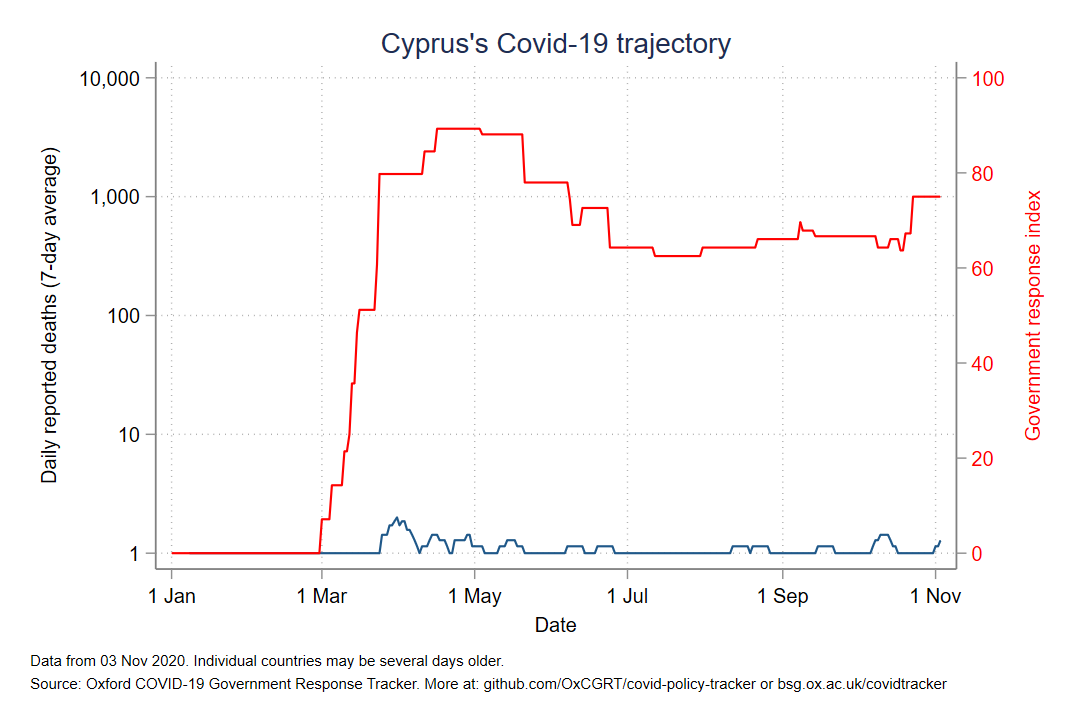 Cyprus's Covid-19 trajectory
Daily reported deaths (7-day average)
10,000
1,000
100
10
1
100
80
60
40
20
0
Government response index
1 Jan
1 Mar
1 May
1 Jul
1 Sep
1 Nov
Date
Data from 03 Nov 2020. Individual countries may be several days older.
Source: Oxford COVID-19 Government Response Tracker. More at: github.com/OxCGRT/covid-policy-tracker or bsg.ox.ac.uk/covidtracker